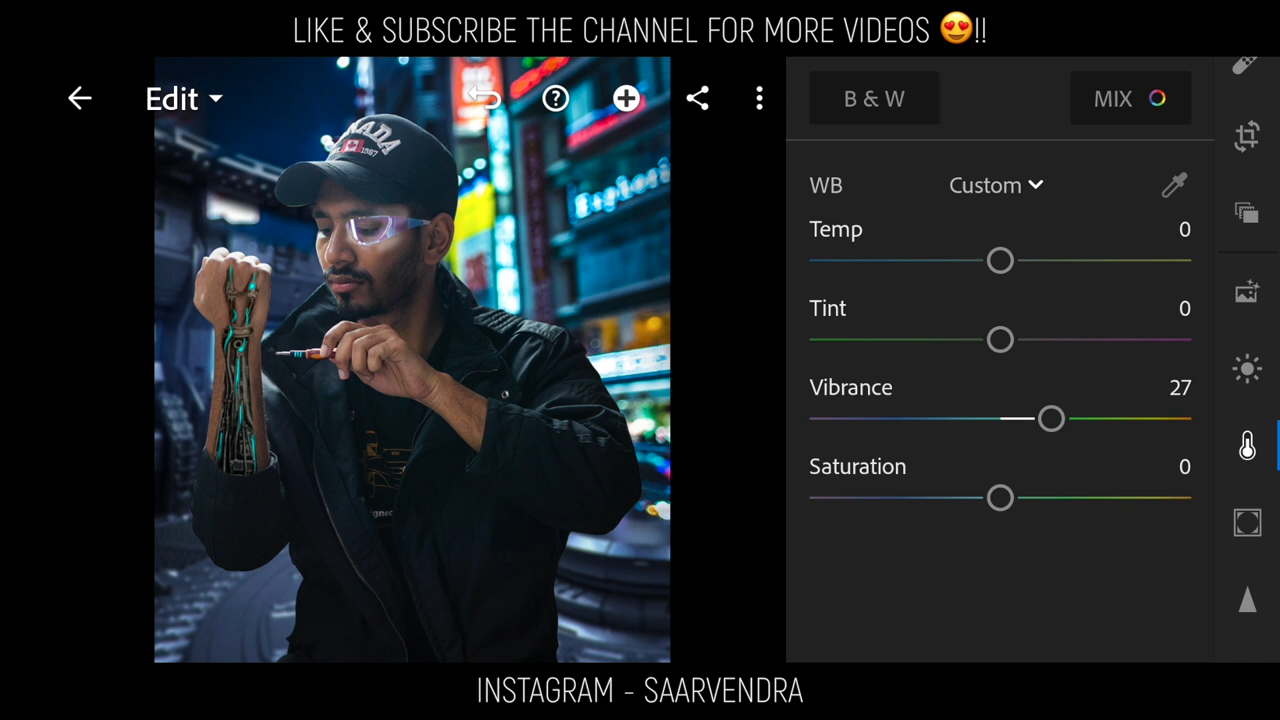 LIKE & SUBSCRIBE THE CHANNEL FOR MORE VIDEOS 😍!!
Edit
B & W
MIX
WB
Custom
Temp
0
Tint
0
Vibrance
27
Saturation
0
1967
INSTAGRAM - SAARVENDRA